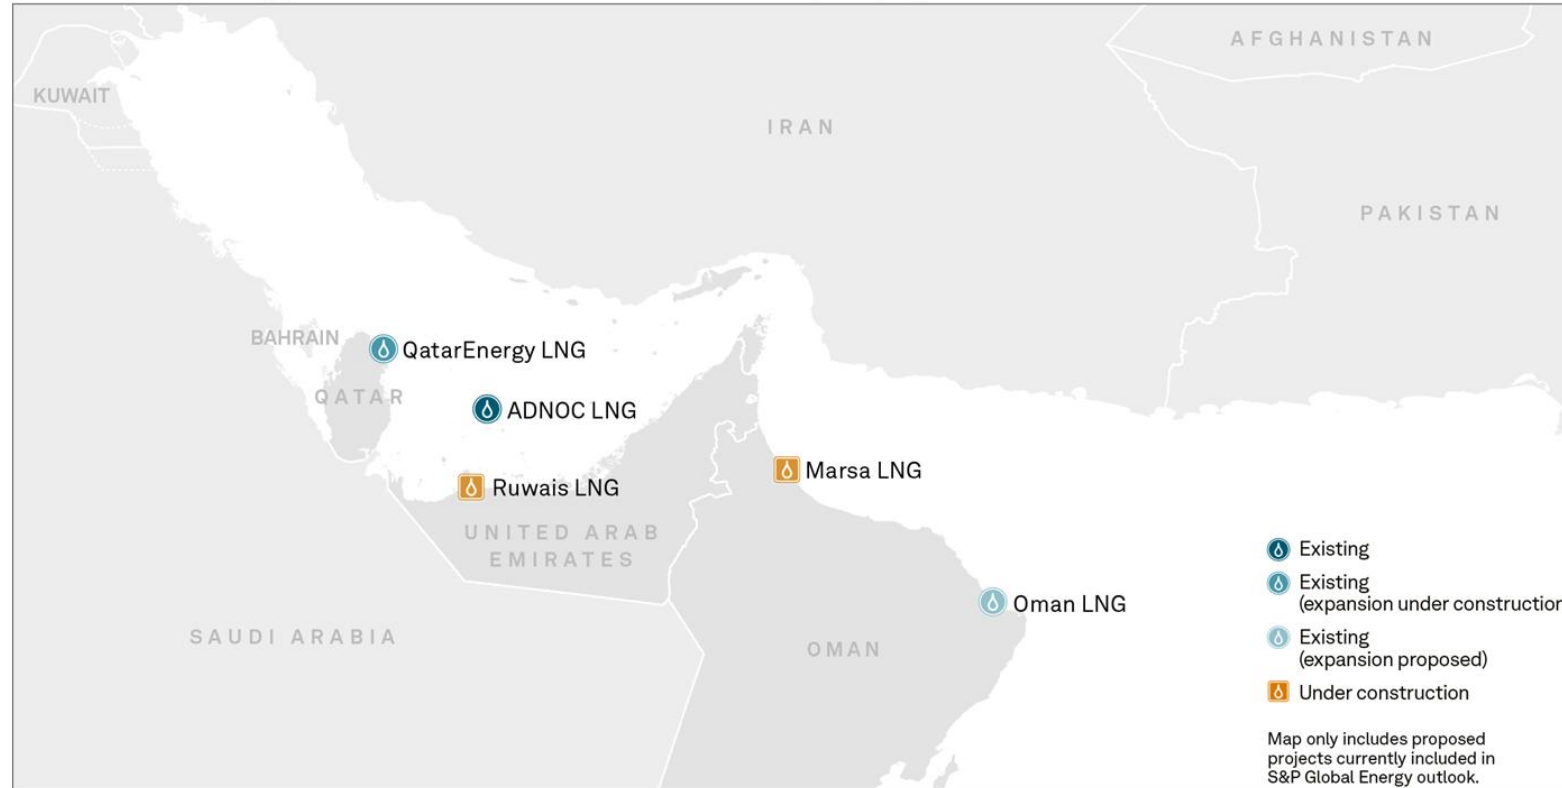 AFGHANISTAN
KUWAIT
IRAN
PAKISTAN
BAHRAIN
QatarEnergy LNG
QATAR
ADNOC LNG
Marsa LNG
Ruwais LNG
UNITED ARAB
EMIRATES
Existing
Existing
(expansion under construction
Oman LNG
SAUDI ARABIA
OMAN
Existing
(expansion proposed)
Under construction
Map only includes proposed
projects currently included in
S&P Global Energy outlook.